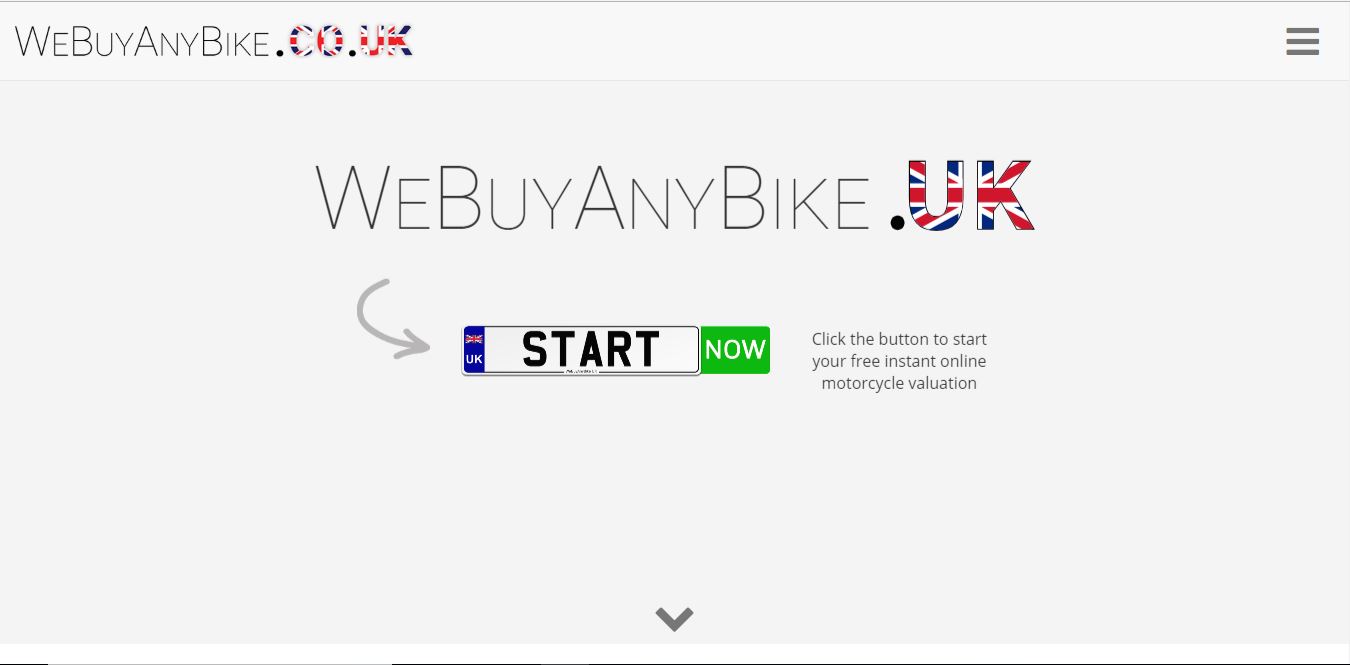 WeBuyAnyBike.CO.UK
WeBuyAnyBike.UK
UK START NOW
Click the button to start
your free instant online
motorcycle valuation